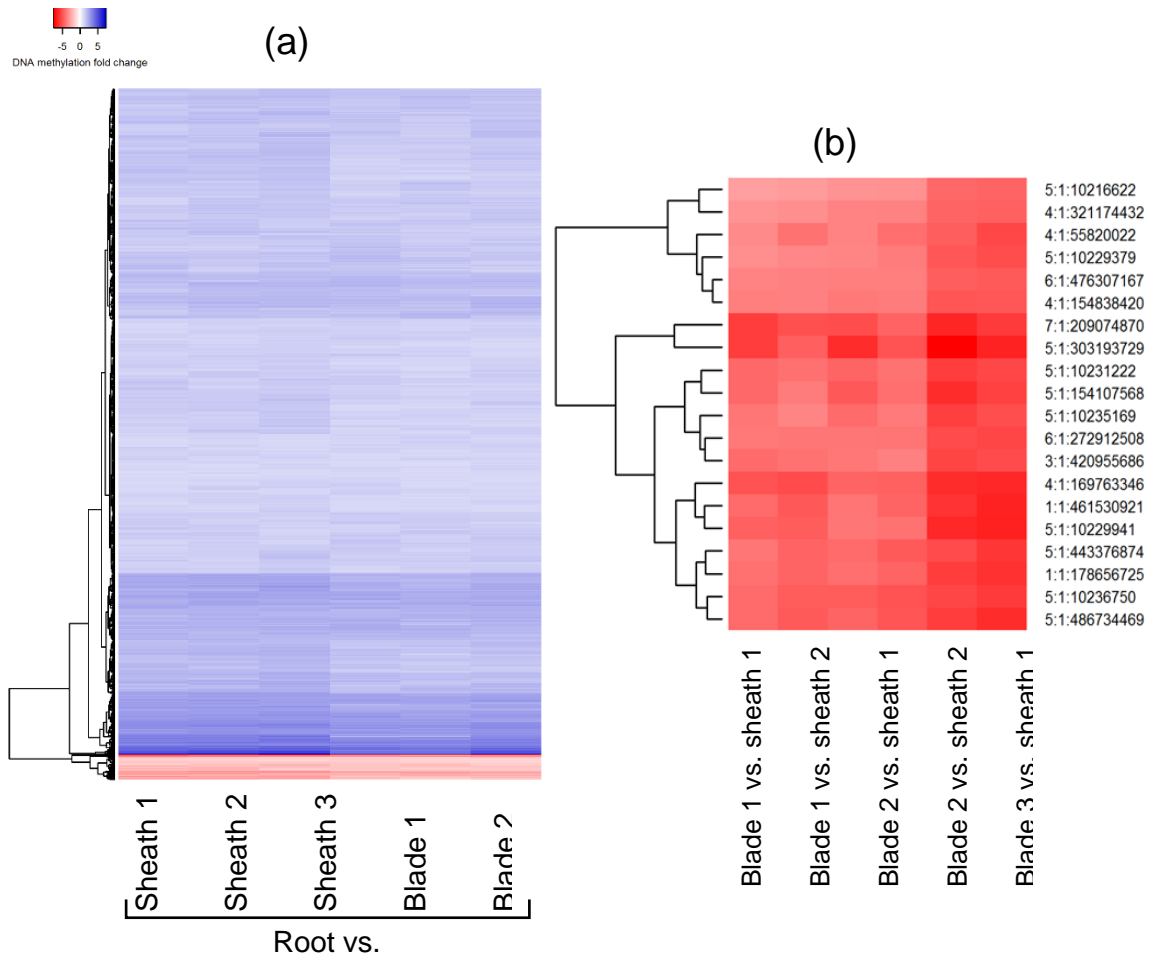 (a)
-5 0 5
DNA methylation fold change
(b)
5:1:10216622
4:1:321174432
4:1:55820022
5:1:10229379
6:1:476307167
4:1:154838420
7:1:209074870
5:1:303193729
5:1:10231222
5:1:154107568
5:1:10235169
6:1:272912508
3:1:420955686
4:1:169763346
1:1:461530921
5:1:10229941
5:1:443376874
1:1:178656725
5:1:10236750
5:1:486734469
Sheath 1
Sheath 2
Sheath 3
Blade 1
Blade 2
Root vs.
Blade 1 vs. sheath 1
Blade 1 vs. sheath 2
Blade 2 vs. sheath 1
Blade 2 vs. sheath 2
Blade 3 vs. sheath 1